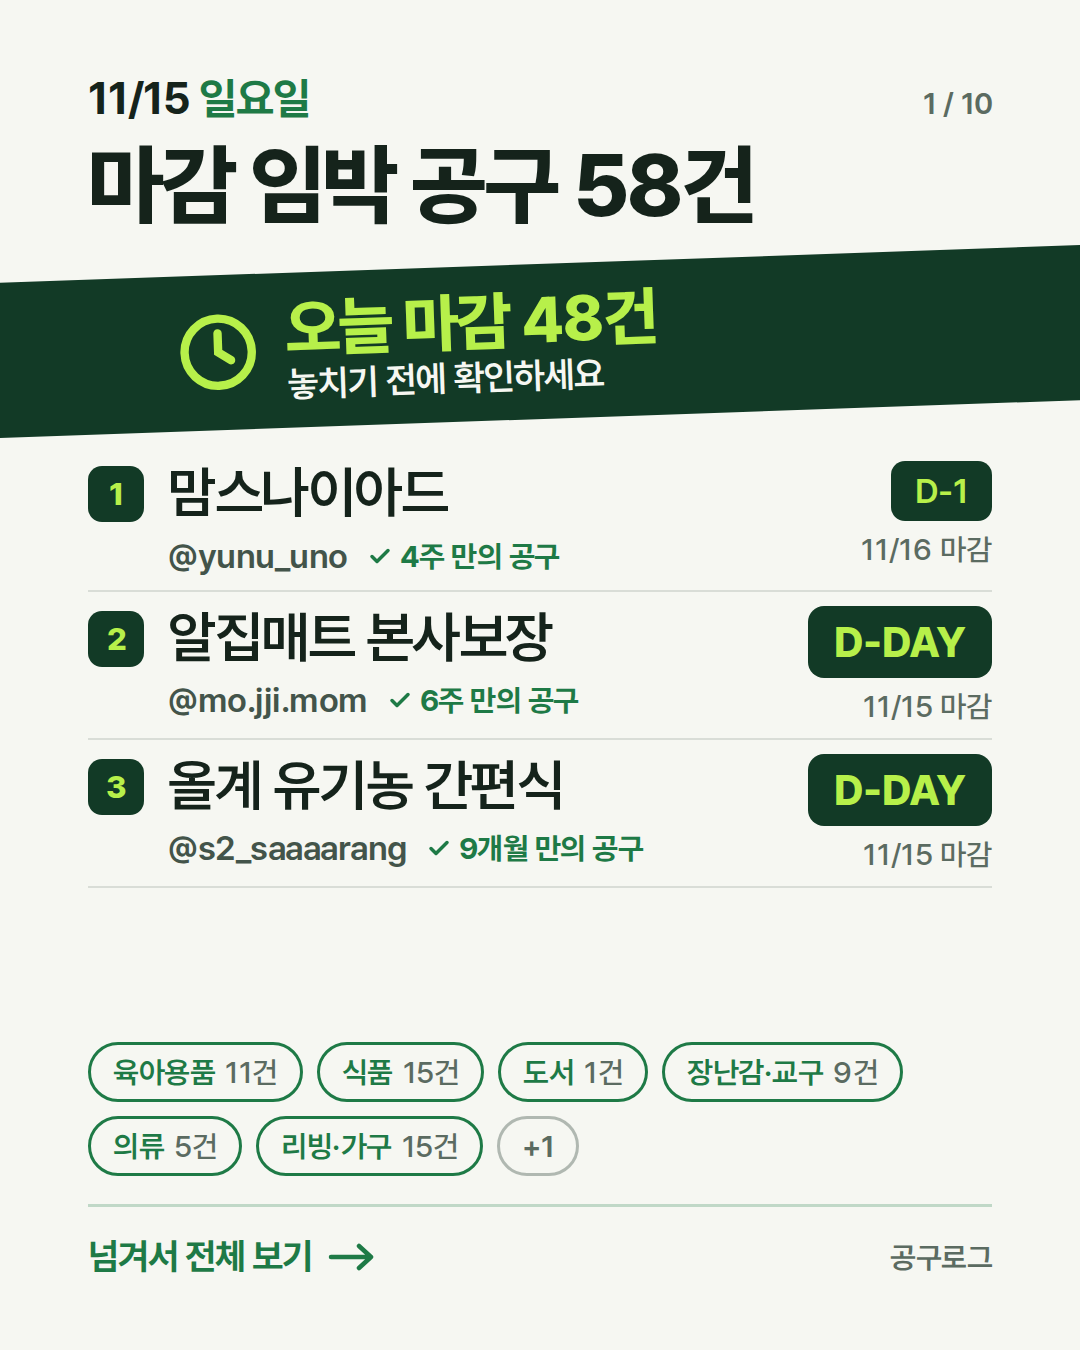 11/15 일요일
1 / 10
마감 임박 공구 58건
오늘 마감 48건
놓치기 전에 확인하세요
1 맘스나이아드 D-1
@yunu_uno 4주 만의 공구 11/16 마감
2 알집매트 본사보장 D-DAY
@mo.jji.mom 6주 만의 공구 11/15 마감
3 올계 유기농 간편식 D-DAY
@s2_saaaarang 9개월 만의 공구 11/15 마감
육아용품 11건 식품 15건 도서 1건 장난감·교구 9건
의류 5건 리빙·가구 15건 +1
넘겨서 전체 보기 → 공구로그